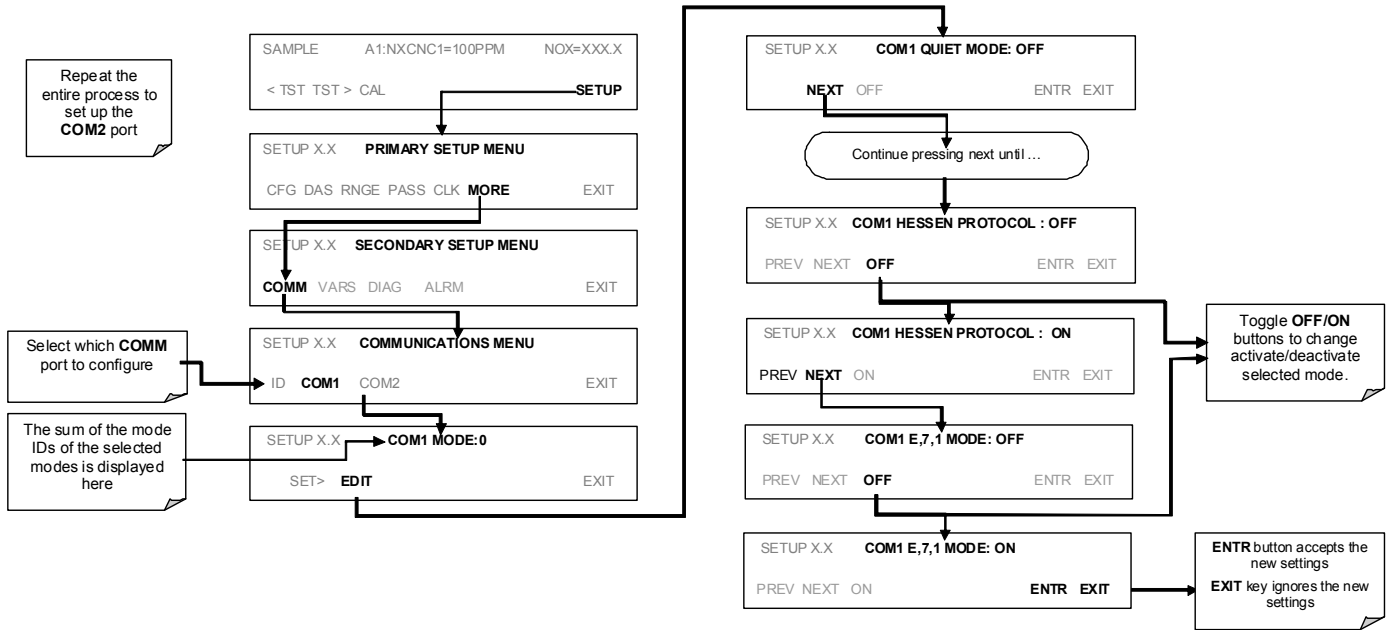 Repeat the
entire process to
set up the
COM2 port
SAMPLE A1:NXCNC1=100PPM NOX=XXX.X
< TST TST > CAL SETUP
SETUP X.X PRIMARY SETUP MENU
CFG DAS RNGE PASS CLK MORE EXIT
SETUP X.X SECONDARY SETUP MENU
COMM VARS DIAG ALRM EXIT
Select which COMM
port to configure
SETUP X.X COMMUNICATIONS MENU
ID COM1 COM2 EXIT
The sum of the mode
IDs of the selected
modes is displayed
here
SETUP X.X COM1 MODE:0
SET> EDIT EXIT
SETUP X.X COM1 QUIET MODE: OFF
NEXT OFF ENTR EXIT
Continue pressing next until …
SETUP X.X COM1 HESSEN PROTOCOL : OFF
PREV NEXT OFF ENTR EXIT
SETUP X.X COM1 HESSEN PROTOCOL : ON
PREV NEXT ON ENTR EXIT
Toggle OFF/ON
buttons to change
activate/deactivate
selected mode.
SETUP X.X COM1 E,7,1 MODE: OFF
PREV NEXT OFF ENTR EXIT
SETUP X.X COM1 E,7,1 MODE: ON
PREV NEXT ON ENTR EXIT
ENTR button accepts the
new settings
EXIT key ignores the new
settings